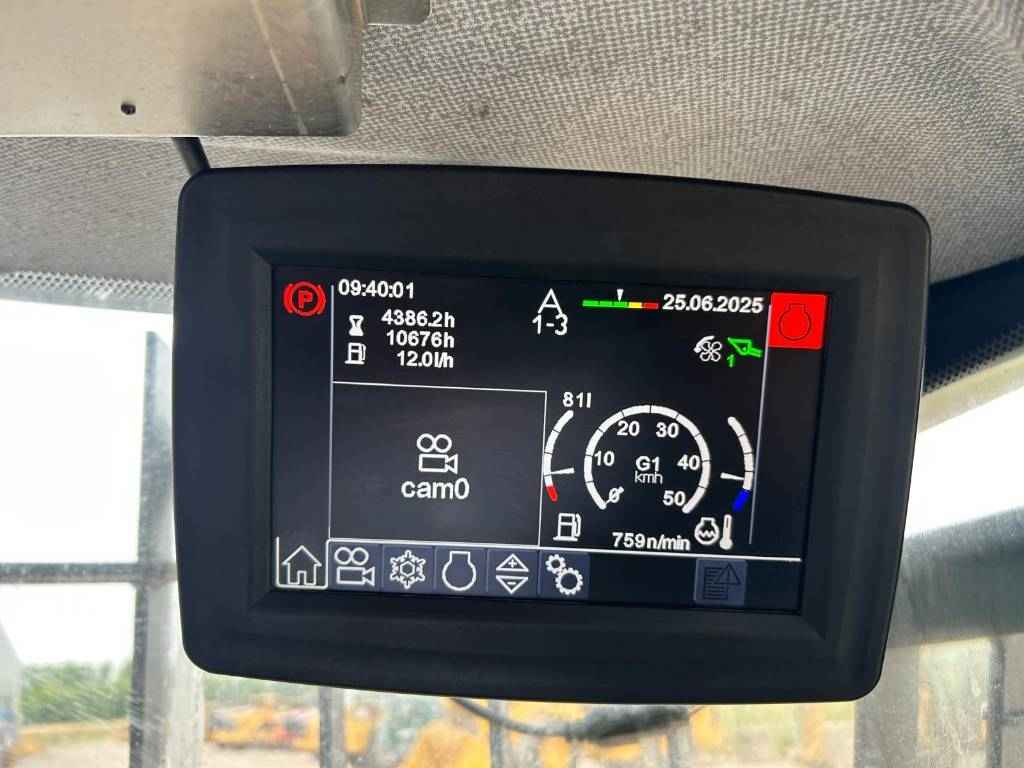 P
09:40:01
A
1-3
25.06.2025
4386.2h
10676h
12.0l/h
1
cam0
81l
0 10 20 30 40 50
G1
kmh
759n/min